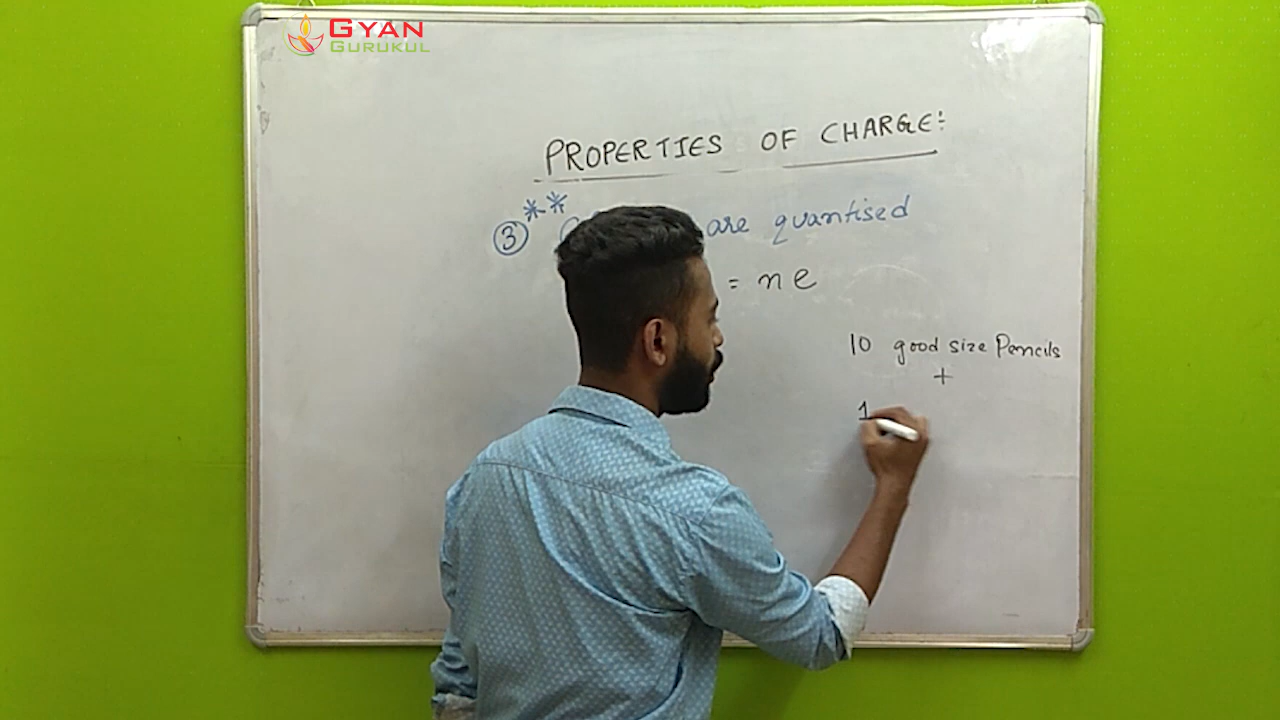 GYAN
GURUKUL
PROPERTIES OF CHARGE:
③ ** are quantised
= ne
10 good size Pencils
+
1